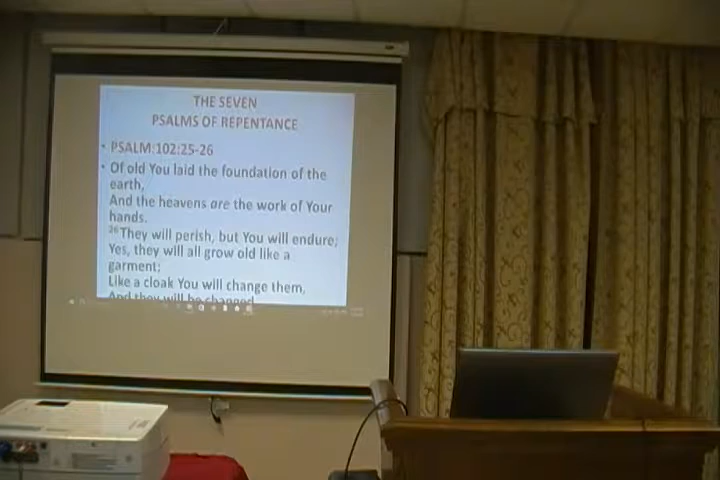 THE SEVEN
PSALMS OF REPENTANCE
• PSALM:102:25-26
• Of old You laid the foundation of the
earth,
And the heavens are the work of Your
hands.
26 They will perish, but You will endure;
Yes, they will all grow old like a
garment;
Like a cloak You will change them,
And they will be changed